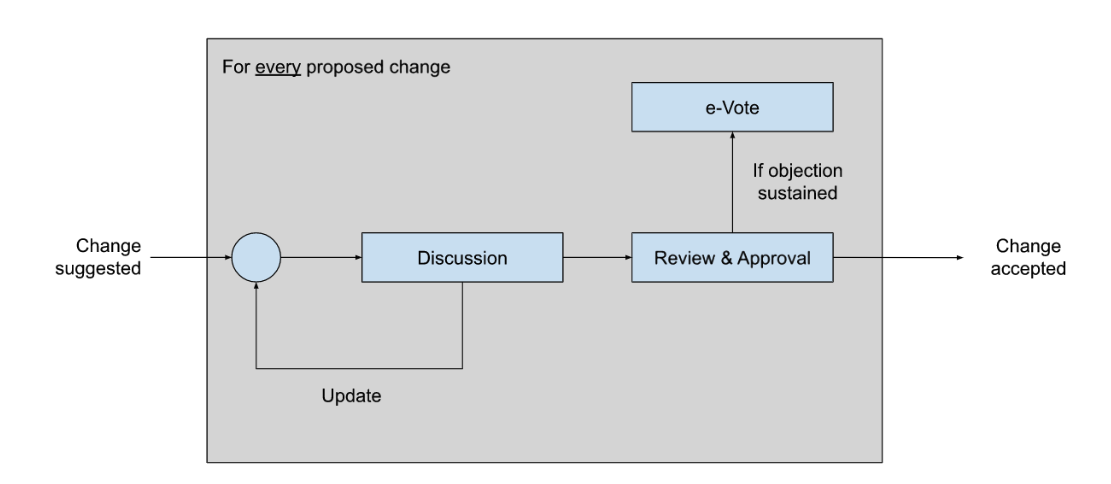 For every proposed change
e-Vote
If objection
sustained
Change
suggested
Discussion
Review & Approval
Change
accepted
Update